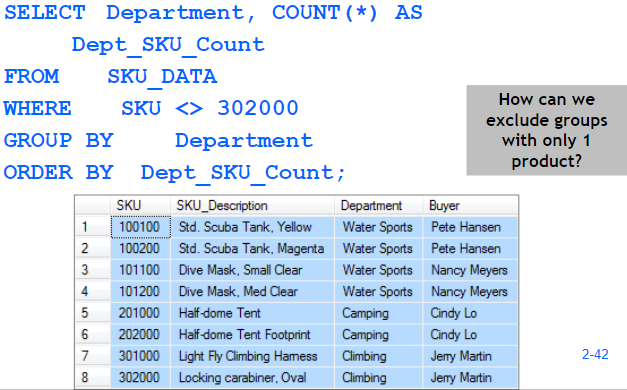 SELECT Department, COUNT(*) AS
Dept_SKU_Count
FROM SKU_DATA
WHERE SKU <> 302000
GROUP BY Department
ORDER BY Dept_SKU_Count;
How can we
exclude groups
with only 1
product?
SKU SKU_Description Department Buyer
1 100100 Std. Scuba Tank, Yellow Water Sports Pete Hansen
2 100200 Std. Scuba Tank, Magenta Water Sports Pete Hansen
3 101100 Dive Mask, Small Clear Water Sports Nancy Meyers
4 101200 Dive Mask, Med Clear Water Sports Nancy Meyers
5 201000 Half-dome Tent Camping Cindy Lo
6 202000 Half-dome Tent Footprint Camping Cindy Lo
7 301000 Light Fly Climbing Harness Climbing Jerry Martin
8 302000 Locking carabiner, Oval Climbing Jerry Martin
2-42